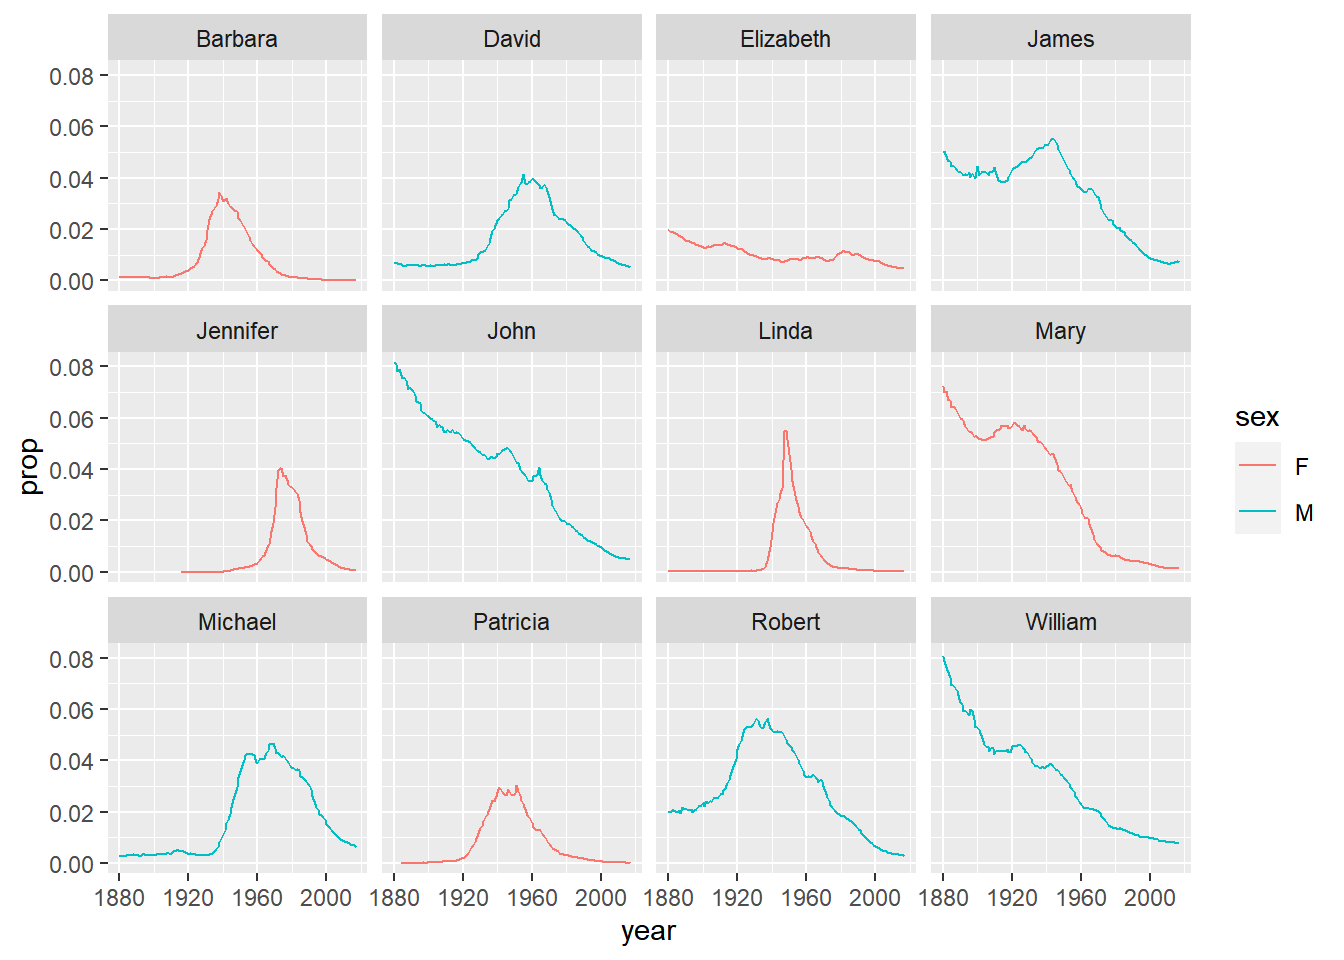 Barbara David Elizabeth James
0.08
0.06
0.04
0.02
0.00
Jennifer John Linda Mary
0.08
0.06
0.04
0.02
0.00
Michael Patricia Robert William
0.08
0.06
0.04
0.02
0.00
1880 1920 1960 2000 1880 1920 1960 2000 1880 1920 1960 2000 1880 1920 1960 2000
year
prop
sex
F
M